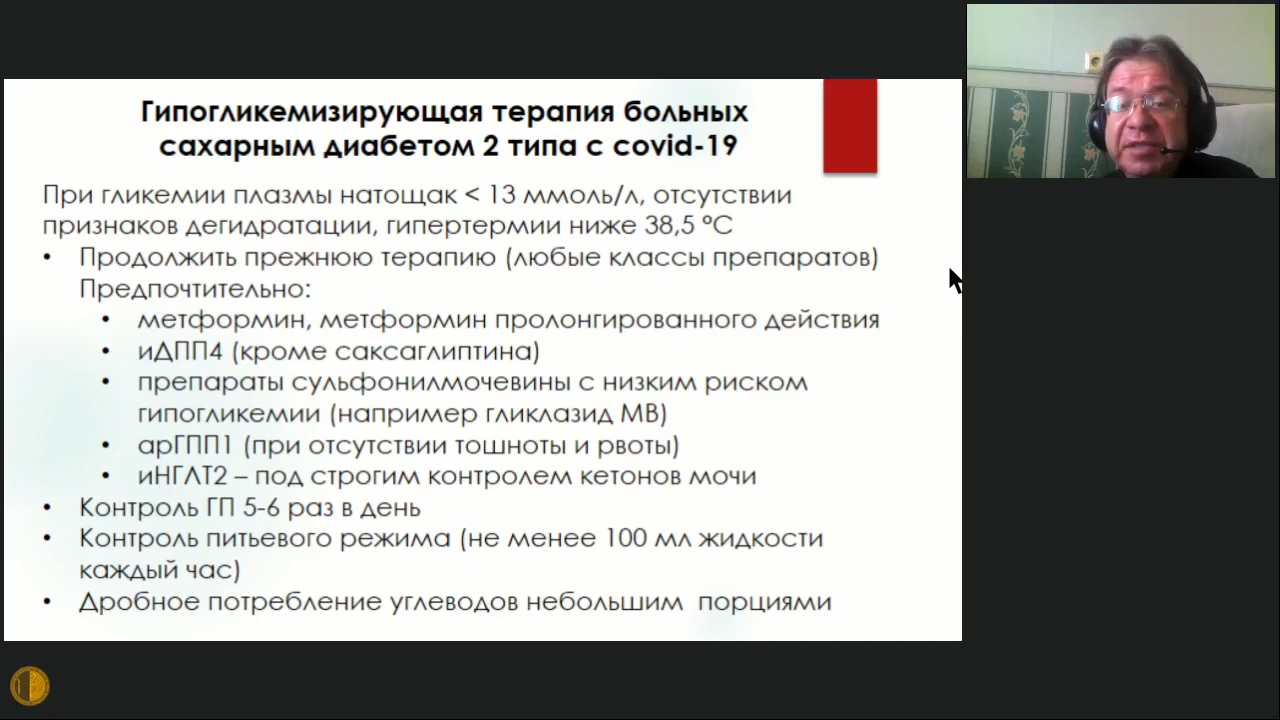 Гипогликемизирующая терапия больных
сахарным диабетом 2 типа с covid-19
При гликемии плазмы натощак < 13 ммоль/л, отсутствии
признаков дегидратации, гипертермии ниже 38,5 °С
• Продолжить прежнюю терапию (любые классы препаратов)
Предпочтительно:
• метформин, метформин пролонгированного действия
• иДПП4 (кроме саксаглиптина)
• препараты сульфонилмочевины с низким риском
гипогликемии (например гликлазид МВ)
• арГПП1 (при отсутствии тошноты и рвоты)
• иНГЛТ2 – под строгим контролем кетонов мочи
• Контроль ГП 5-6 раз в день
• Контроль питьевого режима (не менее 100 мл жидкости
каждый час)
• Дробное потребление углеводов небольшим порциями